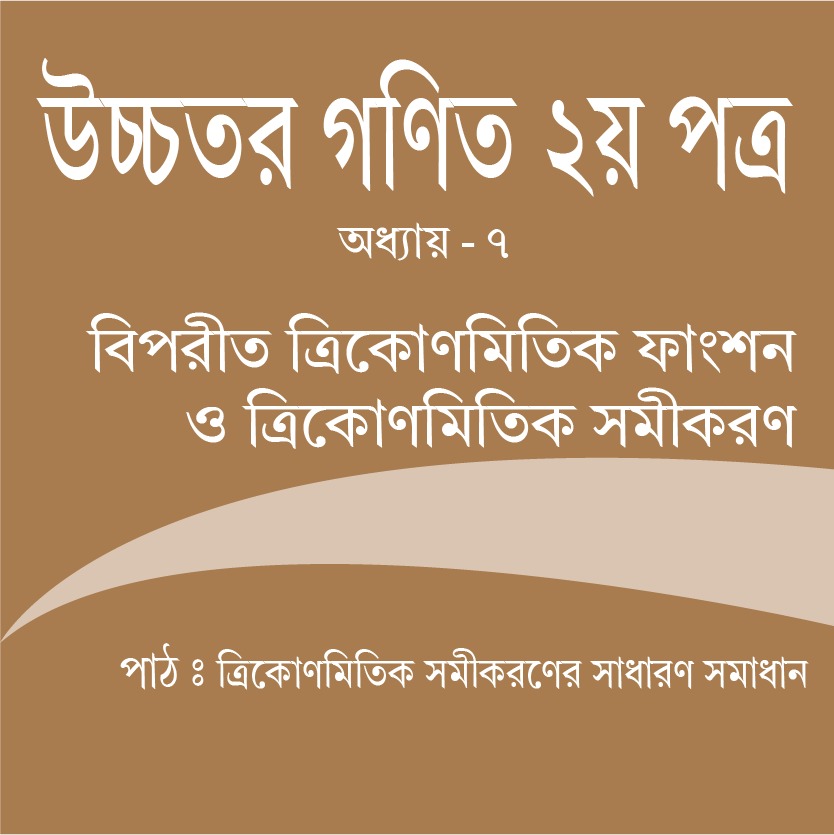 উচ্চতর গণিত ২য় পত্র
অধ্যায় - ৭
বিপরীত ত্রিকোণমিতিক ফাংশন
ও ত্রিকোণমিতিক সমীকরণ
পাঠ ঃ ত্রিকোণমিতিক সমীকরণের সাধারণ সমাধান